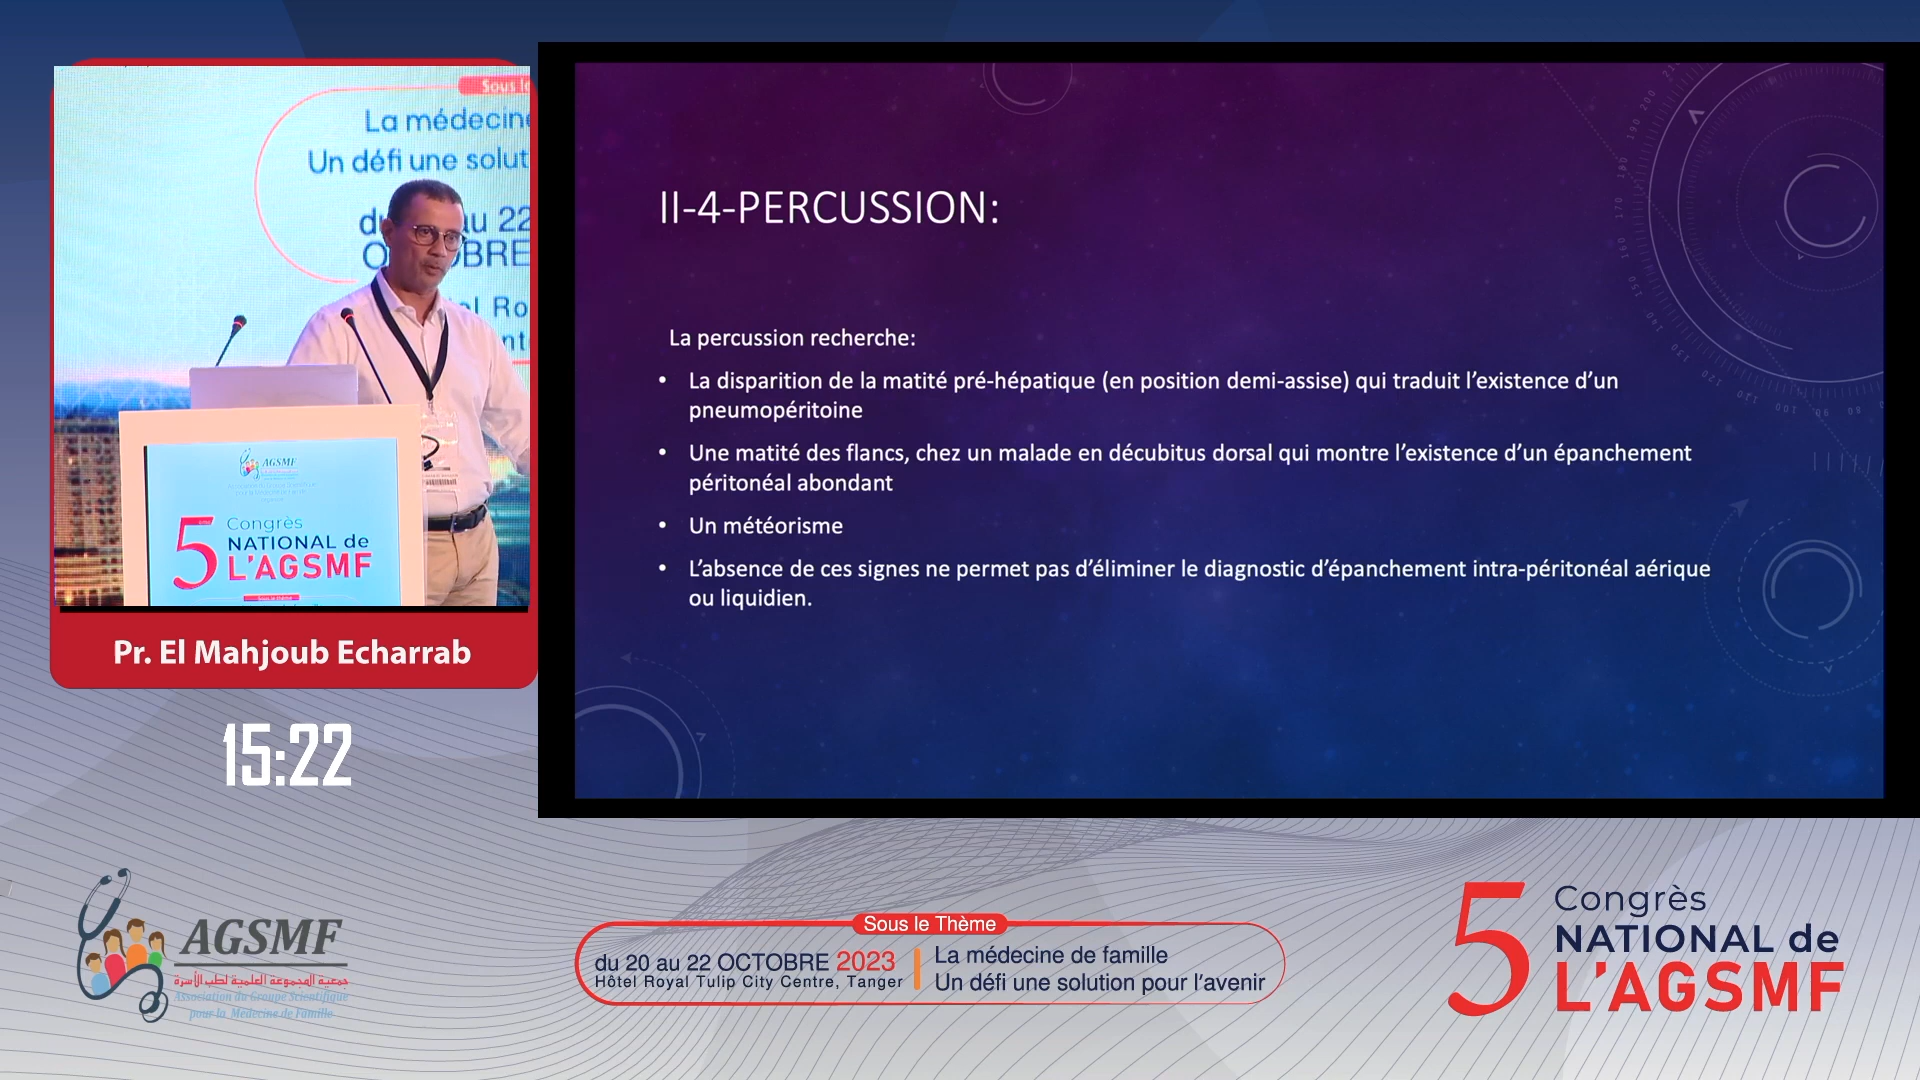 Sous le
La médecine
Un défi une solut
au 22
La percussion recherche:
II-4-PERCUSSION:
• La disparition de la matité pré-hépatique (en position demi-assise) qui traduit l’existence d’un
pneumopéritoine
• Une matité des flancs, chez un malade en décubitus dorsal qui montre l’existence d’un épanchement
péritonéal abondant
• Un météorisme
• L’absence de ces signes ne permet pas d’éliminer le diagnostic d’épanchement intra-péritonéal aérique
ou liquidien.
AGSMF
5 Congrès
NATIONAL de
L’AGSMF
Pr. El Mahjoub Echarrab
15:22
AGSMF
جمعية المجموعة العلمية لطب الأسرة
Association du Groupe Scientifique
pour la Médecine de Famille
Sous le Thème
du 20 au 22 OCTOBRE 2023
Hôtel Royal Tulip City Centre, Tanger
La médecine de famille
Un défi une solution pour l’avenir
5 Congrès
NATIONAL de
L’AGSMF